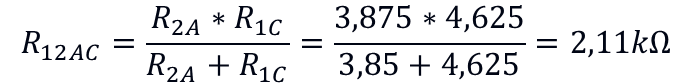 R_{12AC} = \frac{R_{2A} * R_{1C}}{R_{2A} + R_{1C}} = \frac{3,875 * 4,625}{3,85 + 4,625} = 2,11kΩ